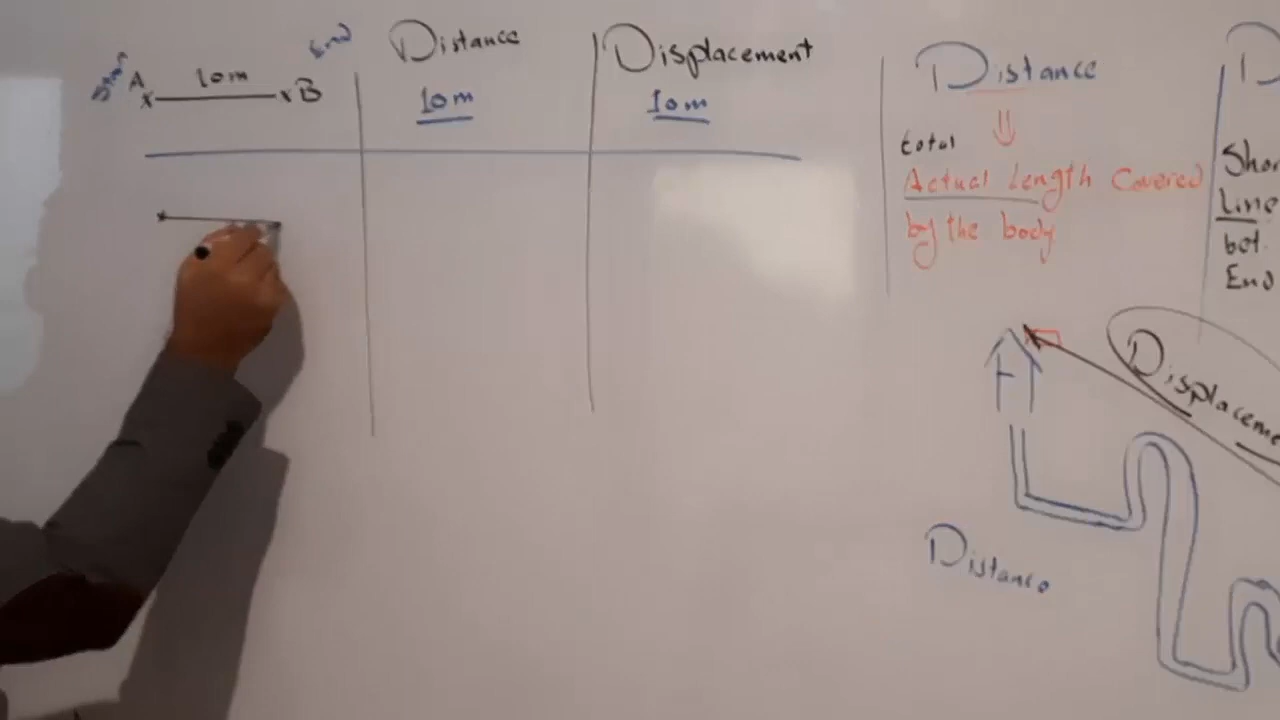 Start
A
10m
B
End
Distance
10m
Displacement
10m
Distance
total
Actual Length Covered
by the body
D
Shor
Line
bet.
End
Displaceme
Distance